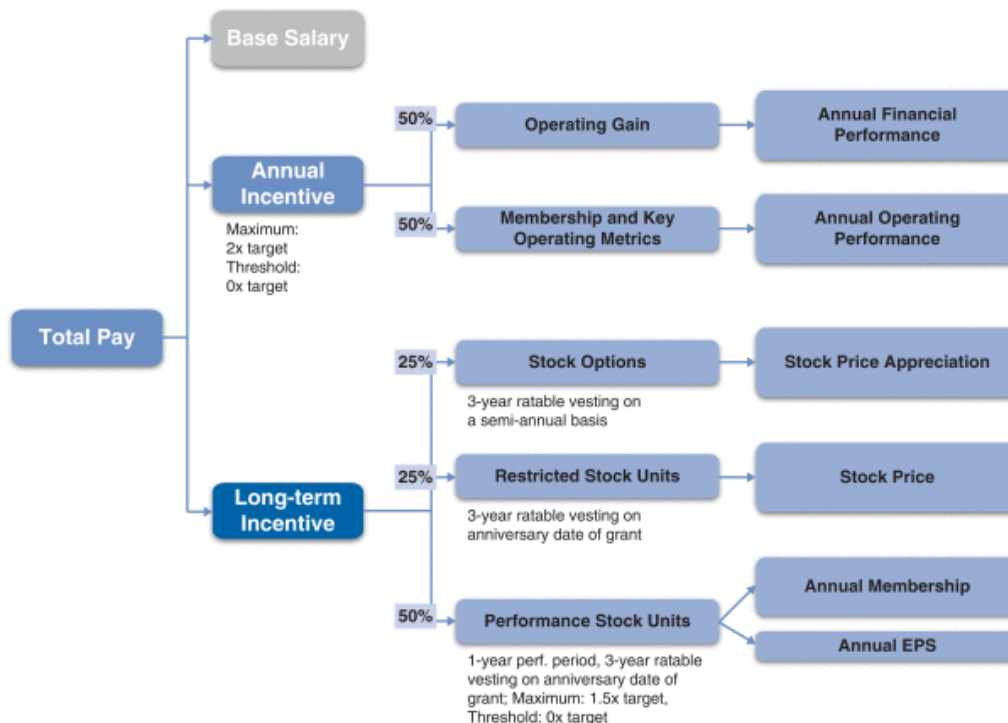 Base Salary
50%
Operating Gain
Annual Financial
Performance
Annual
Incentive
Maximum:
2x target
Threshold:
0x target
50%
Membership and Key
Operating Metrics
Annual Operating
Performance
Total Pay
25%
Stock Options
Stock Price Appreciation
3-year ratable vesting on
a semi-annual basis
25%
Restricted Stock Units
Stock Price
3-year ratable vesting on
anniversary date of grant
Long-term
Incentive
50%
Performance Stock Units
Annual Membership
Annual EPS
1-year perf. period, 3-year ratable
vesting on anniversary date of
grant; Maximum: 1.5x target,
Threshold: 0x target